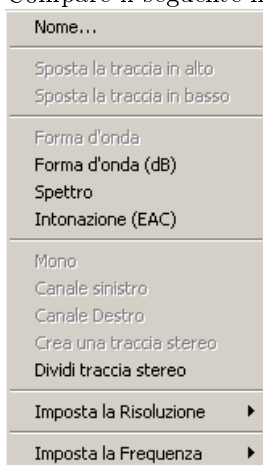 Nome...
Sposta la traccia in alto
Sposta la traccia in basso
Forma d'onda
Forma d'onda (dB)
Spettro
Intonazione (EAC)
Mono
Canale sinistro
Canale Destro
Crea una traccia stereo
Dividi traccia stereo
Imposta la Risoluzione
Imposta la Frequenza